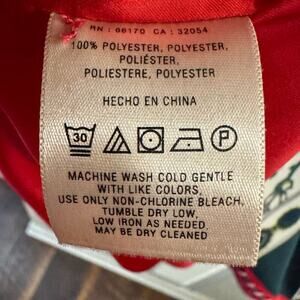 RN : 66170 CA : 32054
100% POLYESTER, POLYESTER,
POLIÉSTER,
POLIESTERE, POLYESTER
HECHO EN CHINA
30 P
MACHINE WASH COLD GENTLE
WITH LIKE COLORS,
USE ONLY NON-CHLORINE BLEACH,
TUMBLE DRY LOW,
LOW IRON AS NEEDED,
MAY BE DRY CLEANED